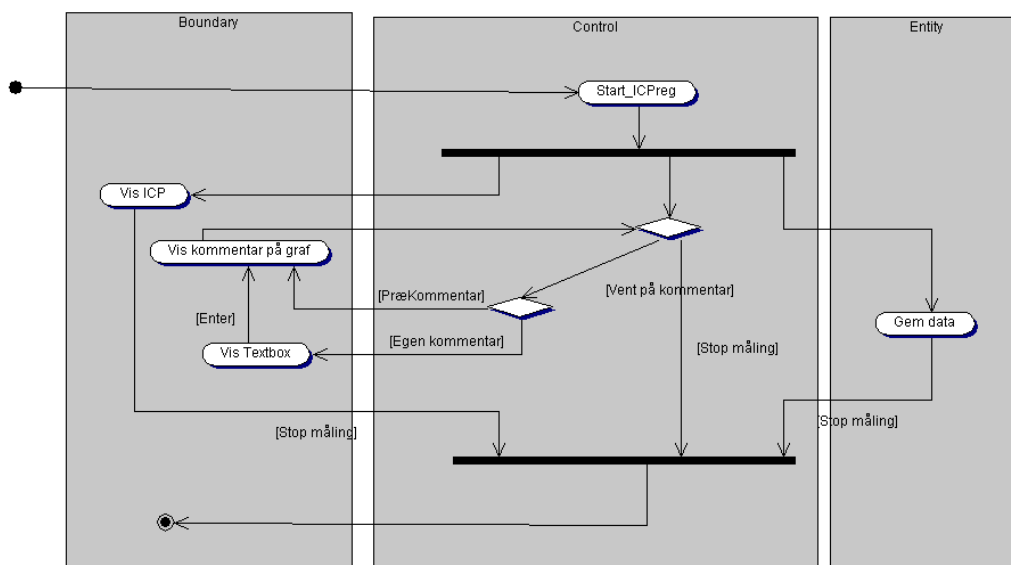 Boundary
Control
Entity
Start_ICPreg
Vis ICP
Vis kommentar på graf
[PræKommentar]
[Vent på kommentar]
[Enter]
Gem data
[Egen kommentar]
Vis Textbox
[Stop måling]
[Stop måling]
[Stop måling]